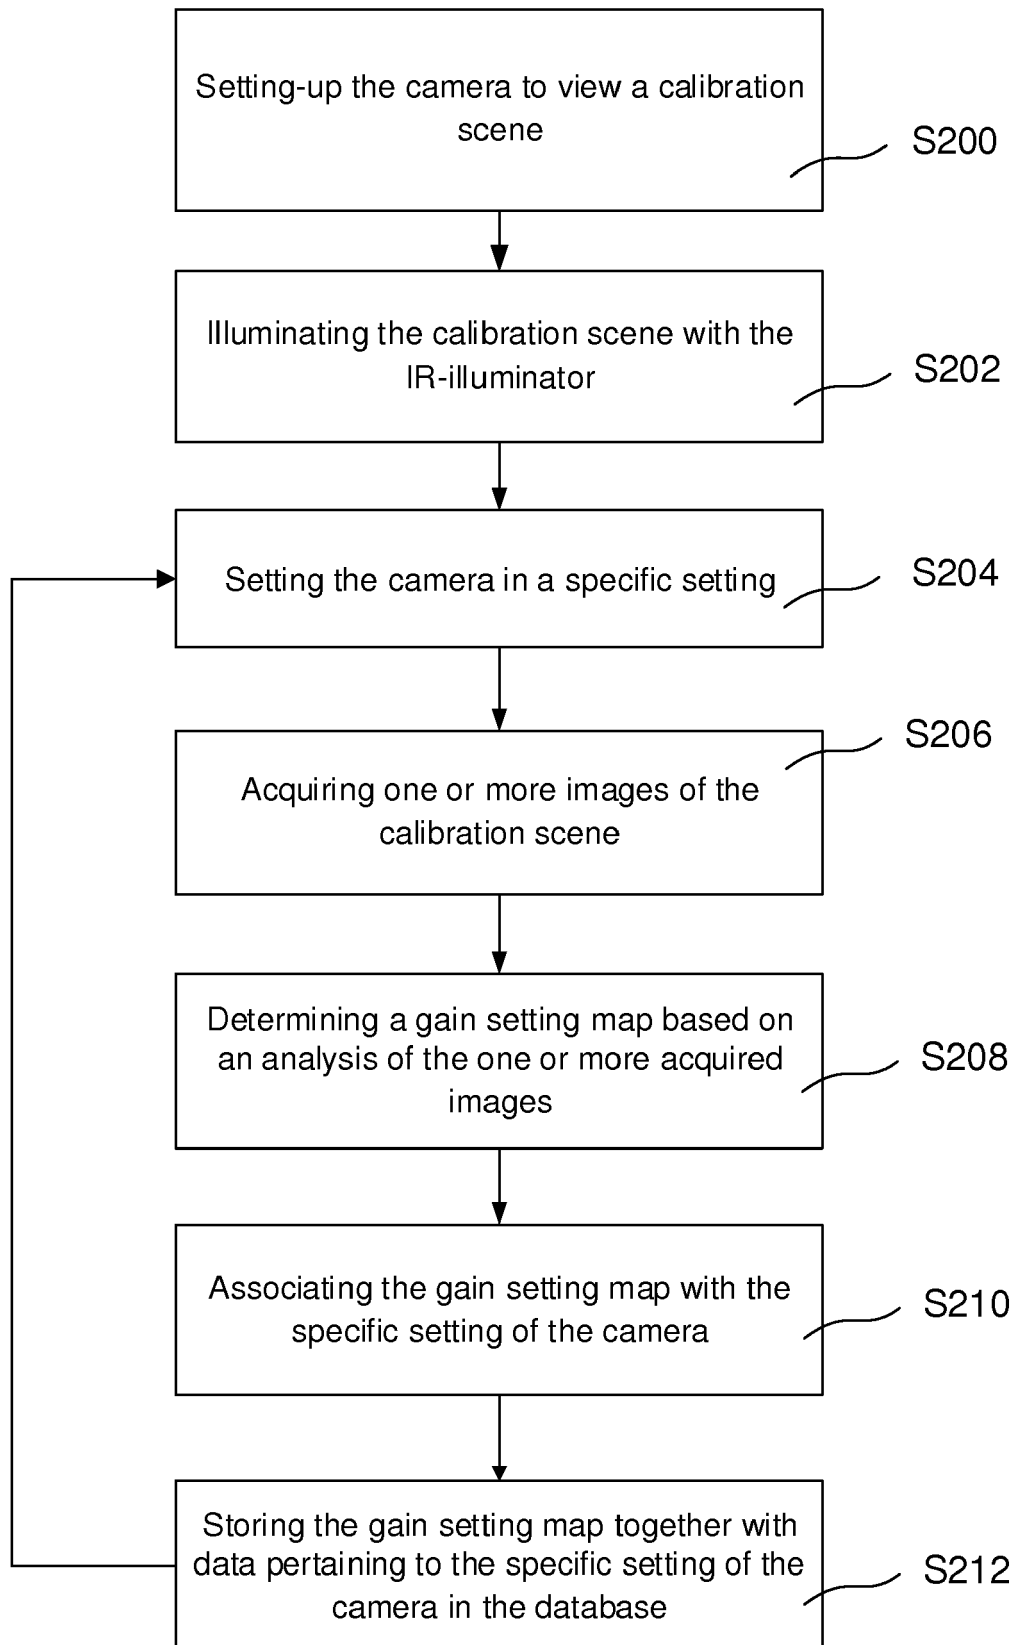 Setting-up the camera to view a calibration
scene
S200
Illuminating the calibration scene with the
IR-illuminator
S202
Setting the camera in a specific setting
S204
S206
Acquiring one or more images of the
calibration scene
Determining a gain setting map based on
an analysis of the one or more acquired
images
S208
Associating the gain setting map with the
specific setting of the camera
S210
Storing the gain setting map together with
data pertaining to the specific setting of the
camera in the database
S212